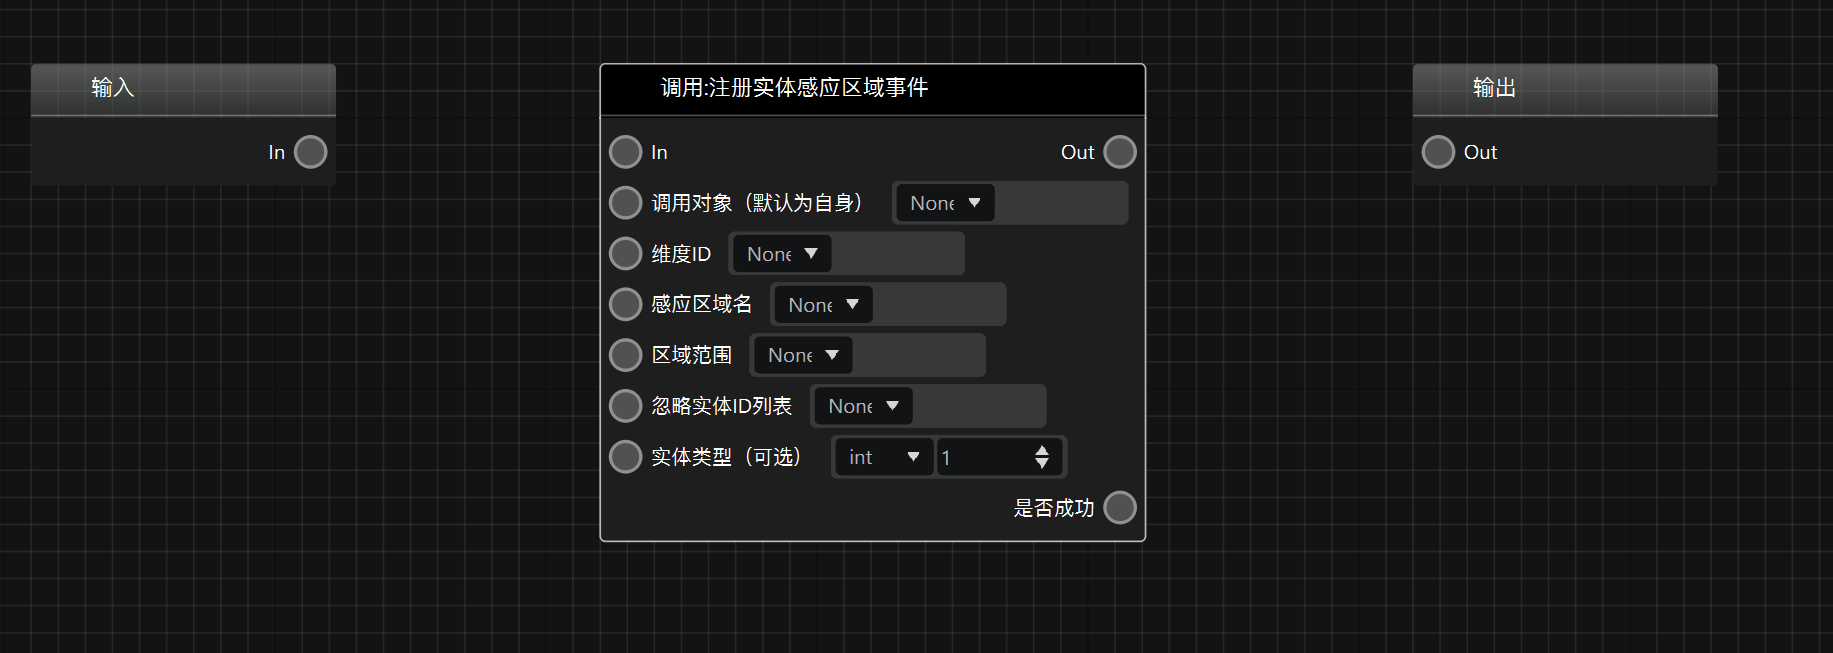 输入
In
调用:注册实体感应区域事件
In
Out
调用对象（默认为自身）
None
维度ID
None
感应区域名
None
区域范围
None
忽略实体ID列表
None
实体类型（可选）
int
1
是否成功
输出
Out